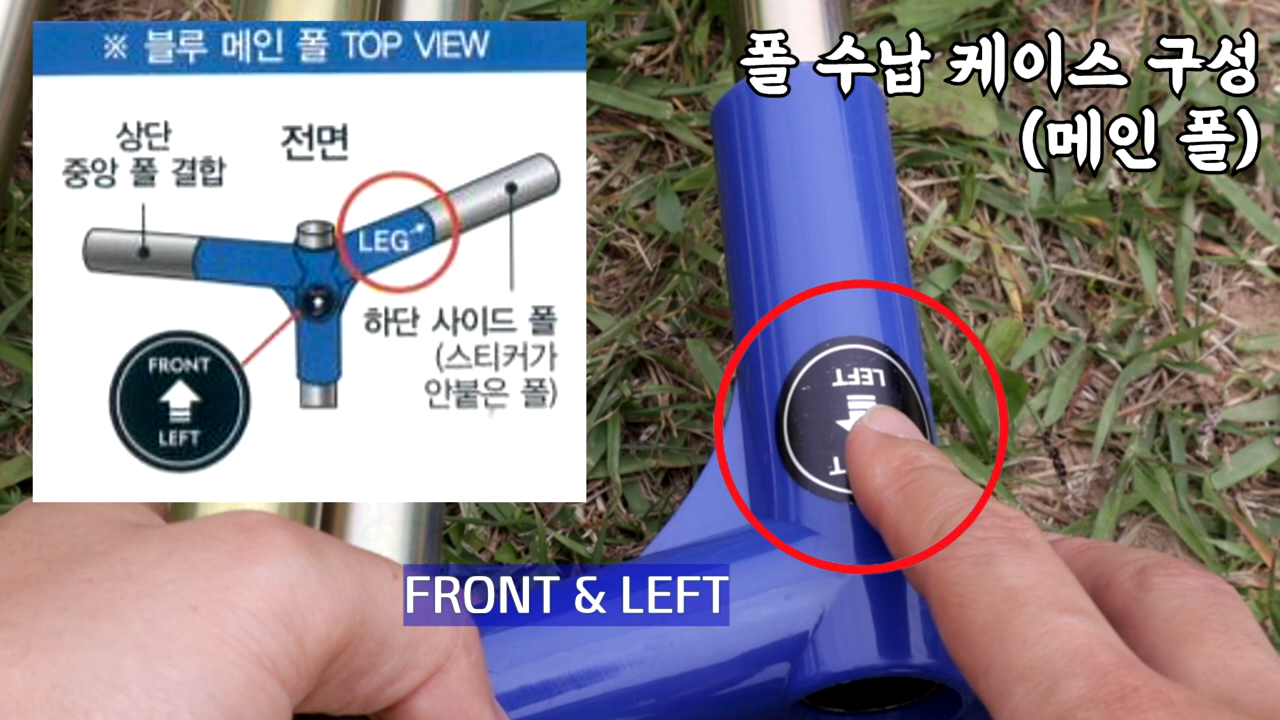 ※ 블루 메인 폴 TOP VIEW
상단
중앙 폴 결합
전면
LEG
하단 사이드 폴
(스티커가
안붙은 폴)
FRONT
LEFT
폴 수납 케이스 구성
(메인 폴)
LEFT
T
FRONT & LEFT